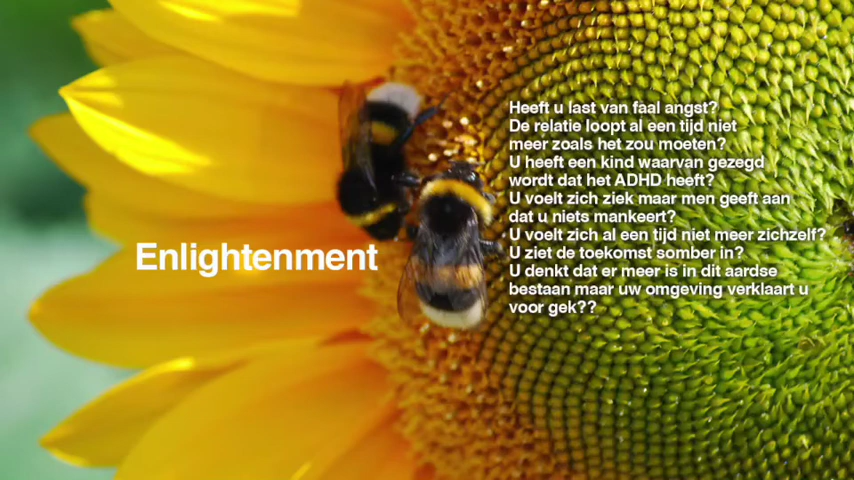 Enlightenment
Heeft u last van faal angst?
De relatie loopt al een tijd niet
meer zoals het zou moeten?
U heeft een kind waarvan gezegd
wordt dat het ADHD heeft?
U voelt zich ziek maar men geeft aan
dat u niets mankeert?
U voelt zich al een tijd niet meer zichzelf?
U ziet de toekomst somber in?
U denkt dat er meer is in dit aardse
bestaan maar uw omgeving verklaart u
voor gek??